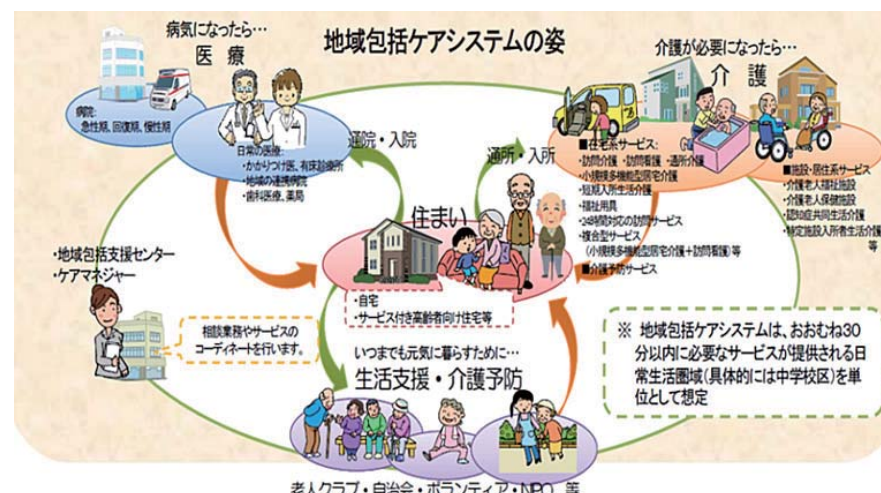 地域包括ケアシステムの姿
病気になったら…
医療
病院:
急性期、回復期、慢性期
日常の医療:
・かかりつけ医、有床診療所
・地域の連携病院
・歯科医療、薬局
通院・入院
介護が必要になったら…
介護
通所・入所
■在宅系サービス:
・訪問介護・訪問看護・通所介護
・小規模多機能型居宅介護
・短期入所生活介護
・福祉用具
・24時間対応の訪問サービス
・複合型サービス
(小規模多機能型居宅介護+訪問看護)等
■介護予防サービス
■施設・居住系サービス
・介護老人福祉施設
・介護老人保健施設
・認知症共同生活介護
・特定施設入所者生活介護
等
住まい
・自宅
・サービス付き高齢者向け住宅等
・地域包括支援センター
・ケアマネジャー
相談業務やサービスの
コーディネートを行います。
いつまでも元気に暮らすために…
生活支援・介護予防
老人クラブ・自治会・ボランティア・NPO 等
※ 地域包括ケアシステムは、おおむね30
分以内に必要なサービスが提供される日
常生活圏域(具体的には中学校区)を単
位として想定